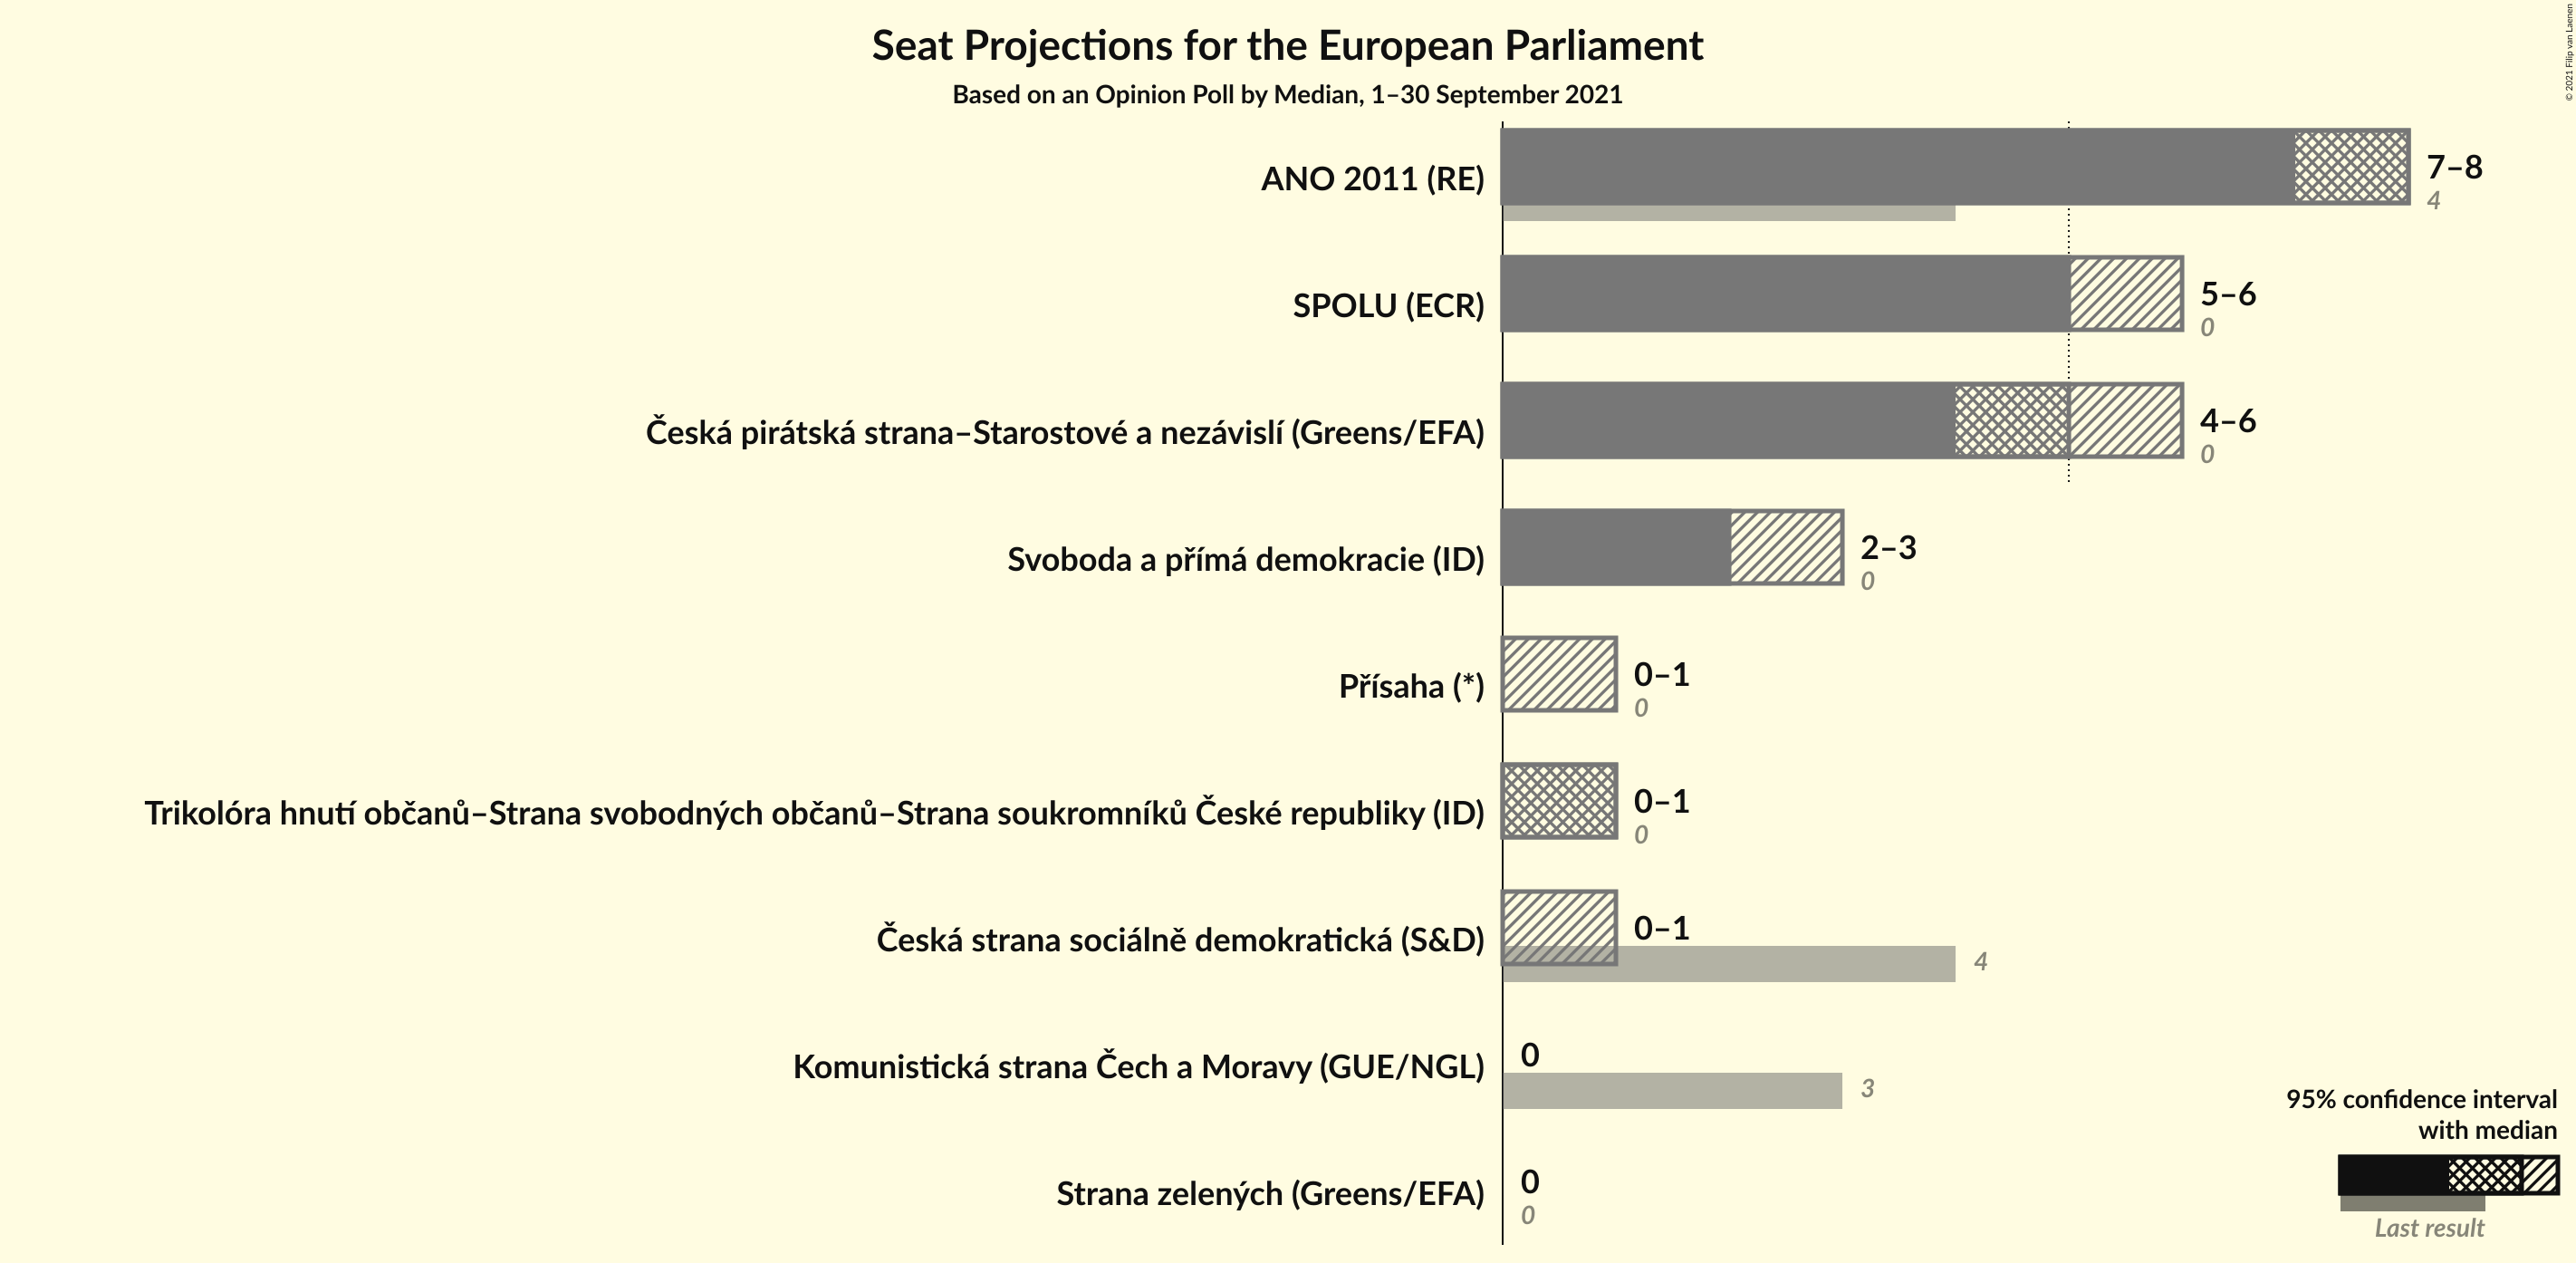 Seat Projections for the European Parliament
Based on an Opinion Poll by Median, 1–30 September 2021
© 2021 Filip van Laenen
ANO 2011 (RE)
7–8
4
SPOLU (ECR)
5–6
0
Česká pirátská strana–Starostové a nezávislí (Greens/EFA)
4–6
0
Svoboda a přímá demokracie (ID)
2–3
0
Přísaha (*)
0–1
0
Trikolóra hnutí občanů–Strana svobodných občanů–Strana soukromníků České republiky (ID)
0–1
0
Česká strana sociálně demokratická (S&D)
0–1
4
Komunistická strana Čech a Moravy (GUE/NGL)
0
3
Strana zelených (Greens/EFA)
0
0
95% confidence interval
with median
Last result